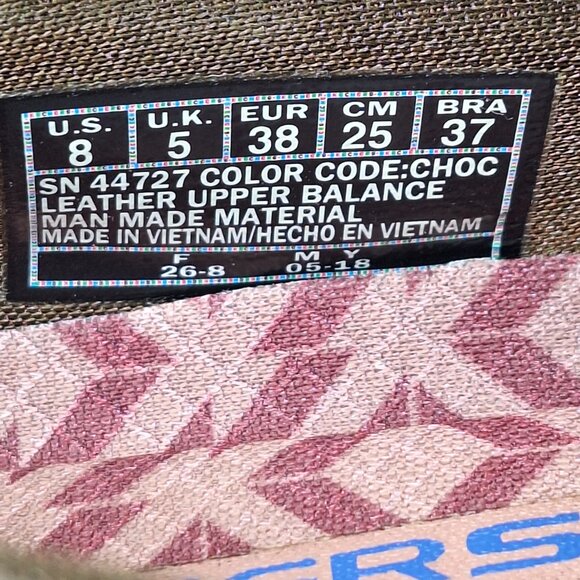 U.S. U.K. EUR CM BRA
8 5 38 25 37
SN 44727 COLOR CODE:CHOC
LEATHER UPPER BALANCE
MAN MADE MATERIAL
MADE IN VIETNAM/HECHO EN VIETNAM
F M Y
26-8 05-18
ERS